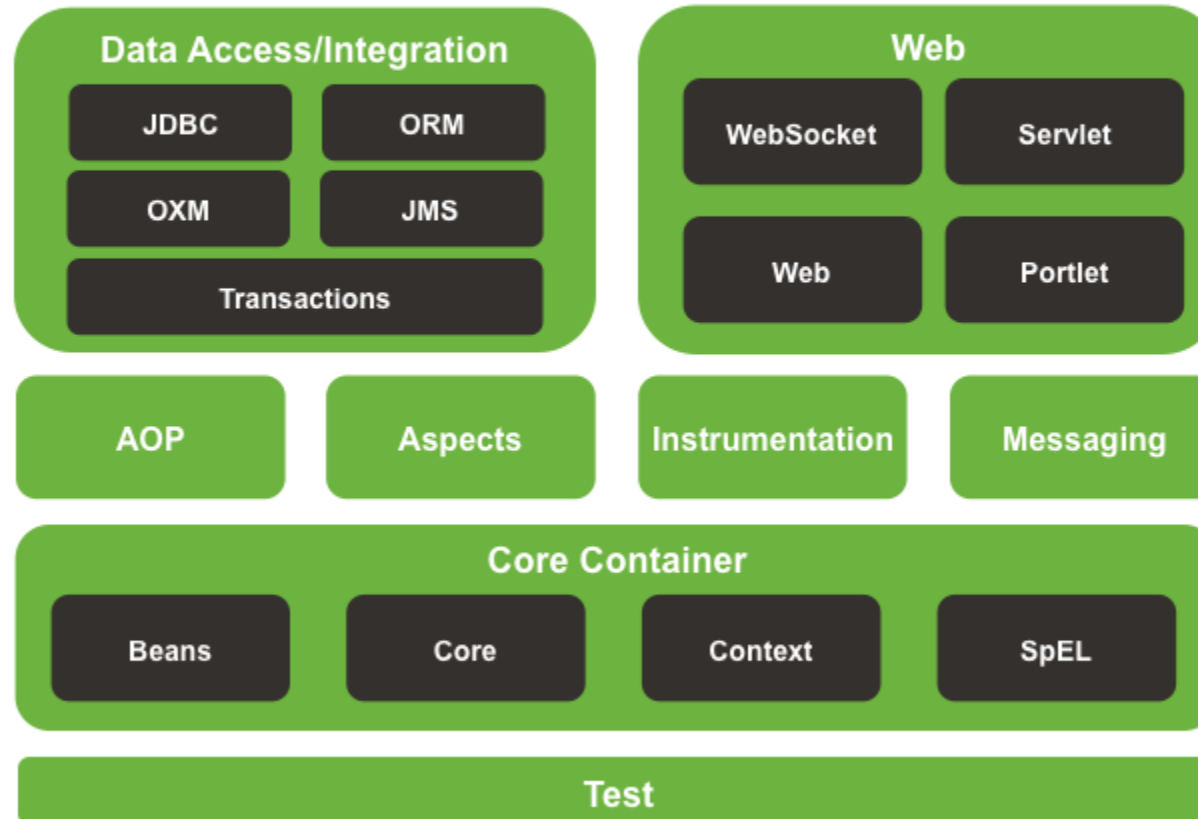 Data Access/Integration
JDBC
ORM
OXM
JMS
Transactions
Web
WebSocket
Servlet
Web
Portlet
AOP
Aspects
Instrumentation
Messaging
Core Container
Beans
Core
Context
SpEL
Test